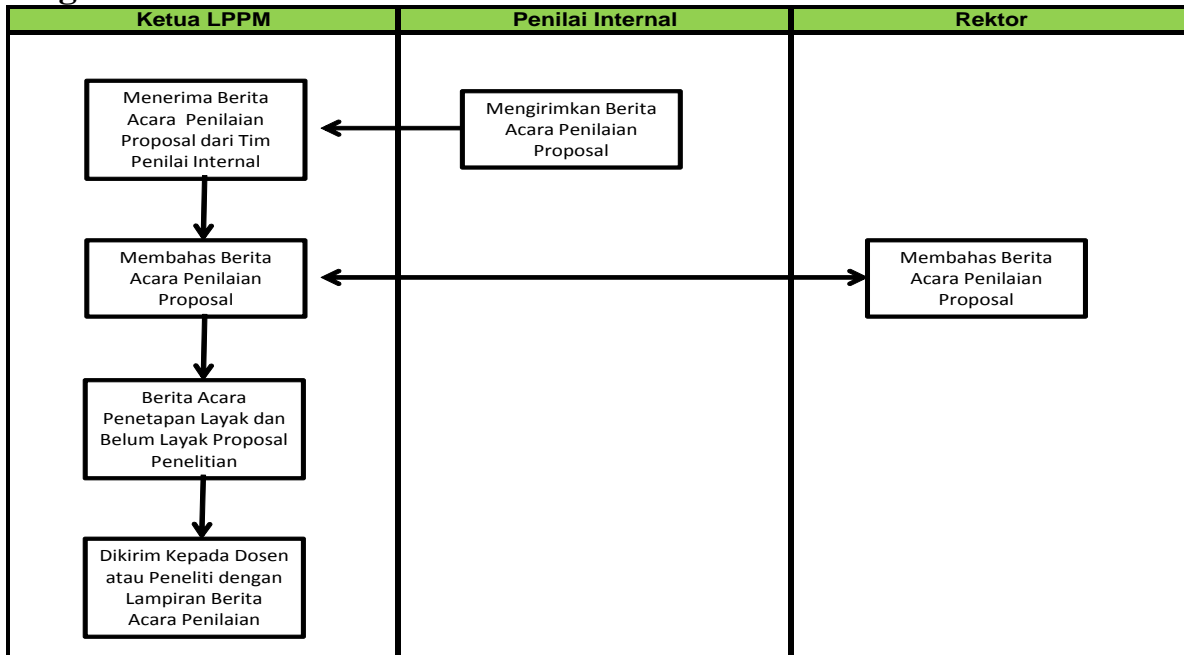 Ketua LPPM
Penilai Internal
Rektor
Menerima Berita
Acara Penilaian
Proposal dari Tim
Penilai Internal
Mengirimkan Berita
Acara Penilaian
Proposal
Membahas Berita
Acara Penilaian
Proposal
Membahas Berita
Acara Penilaian
Proposal
Berita Acara
Penetapan Layak dan
Belum Layak Proposal
Penelitian
Dikirim Kepada Dosen
atau Peneliti dengan
Lampiran Berita
Acara Penilaian